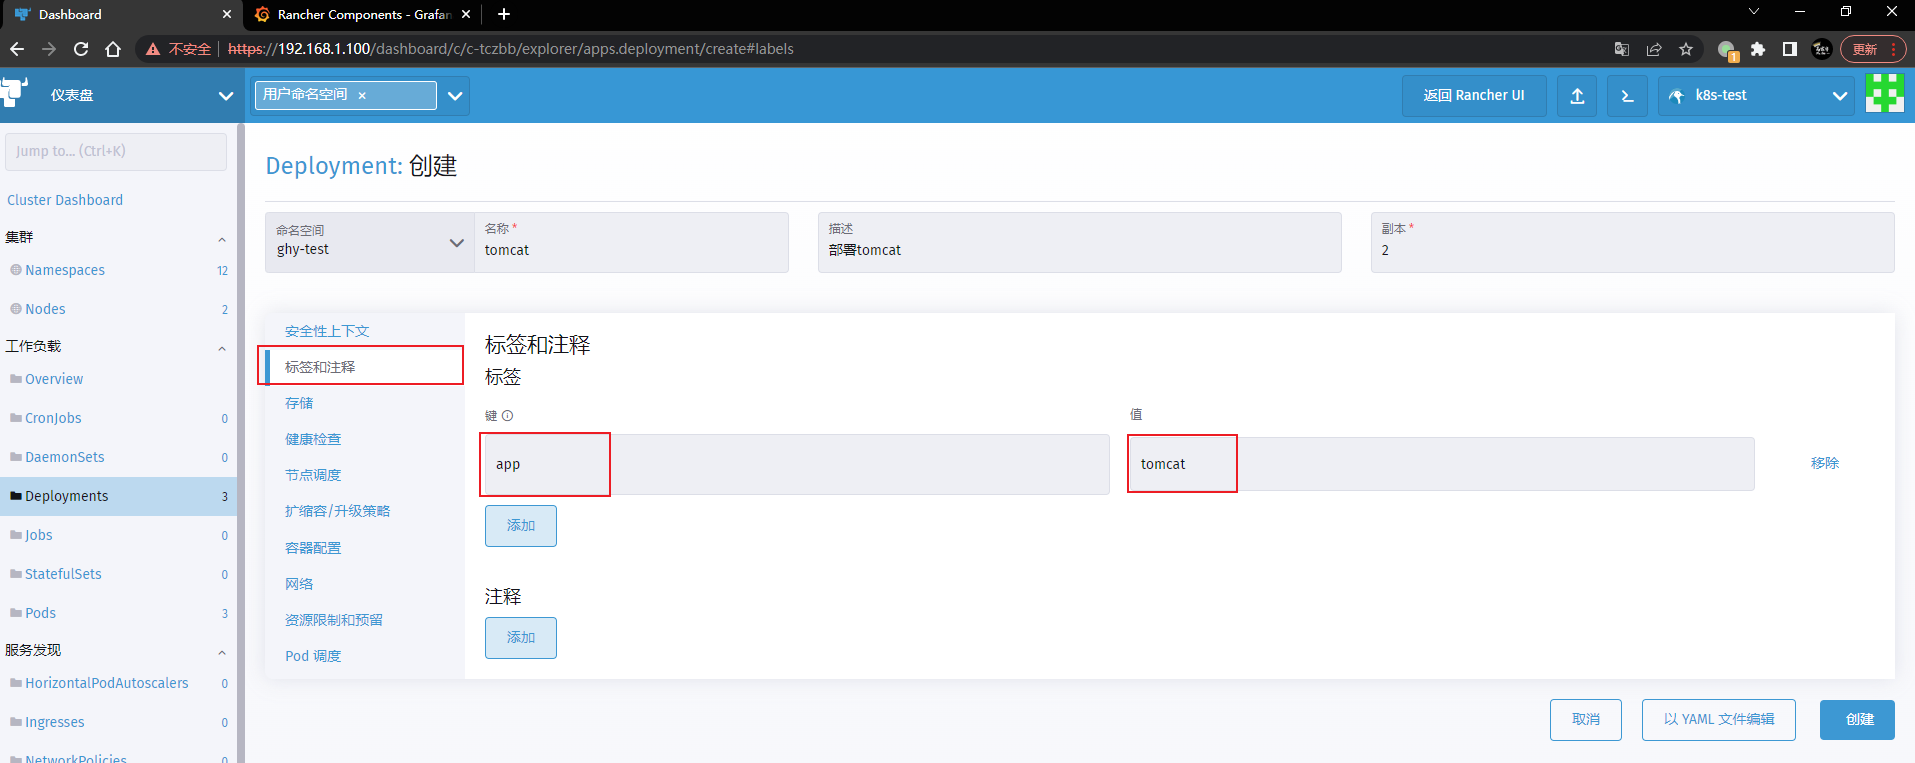 Dashboard
Rancher Components - Grafan
不安全
https://192.168.1.100/dashboard/c/c-tczbb/explorer/apps.deployment/create#labels
1
更新
仪表盘
用户命名空间 ×
返回 Rancher UI
k8s-test
Jump to... (Ctrl+K)
Cluster Dashboard
集群
Namespaces 12
Nodes 2
工作负载
Overview
CronJobs 0
DaemonSets 0
Deployments 3
Jobs 0
StatefulSets 0
Pods 3
服务发现
HorizontalPodAutoscalers 0
Ingresses 0
NetworkPolicies 0
Deployment: 创建
命名空间
ghy-test
名称 *
tomcat
描述
部署tomcat
副本 *
2
安全性上下文
标签和注释
存储
健康检查
节点调度
扩缩容/升级策略
容器配置
网络
资源限制和预留
Pod 调度
标签和注释
标签
键
值
app
tomcat
移除
添加
注释
添加
取消
以 YAML 文件编辑
创建